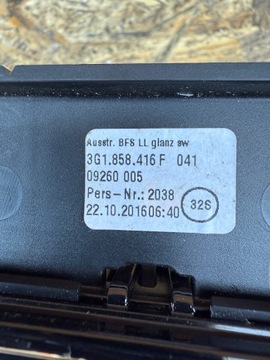 Ausstr. BFS LL glanz sw
3G1.858.416 F 041
09260 005
Pers-Nr.: 2038
22.10.201606:40
32S